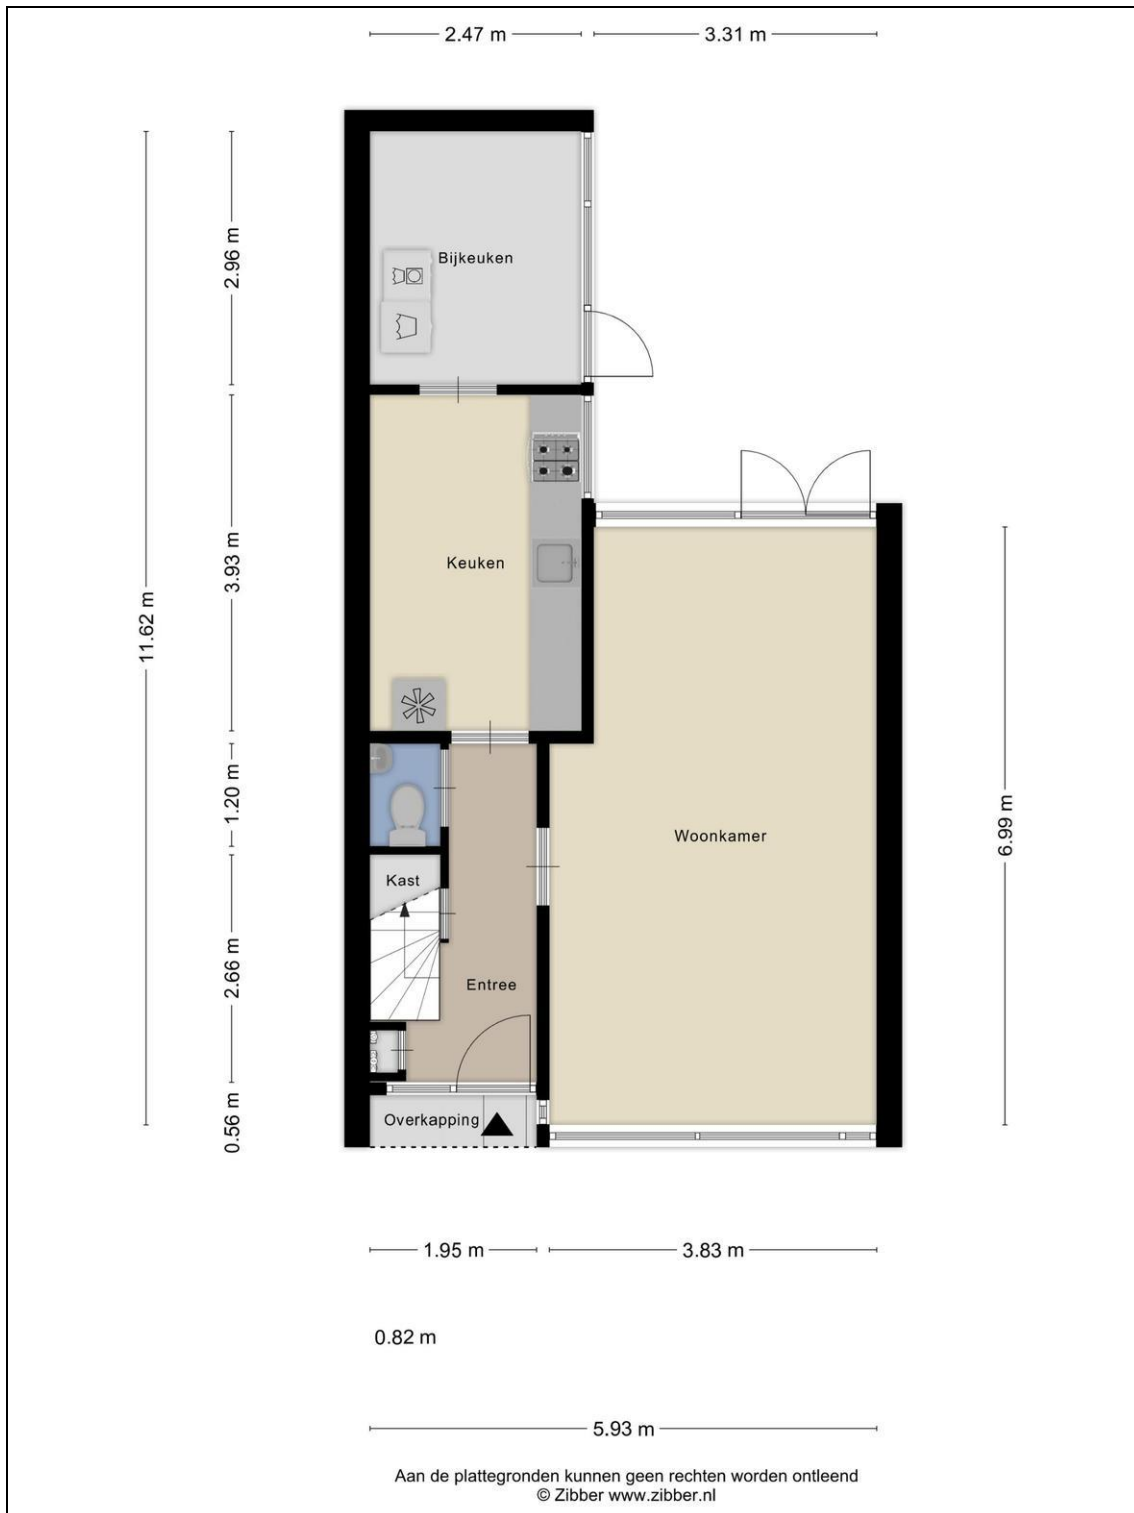 2.47 m
3.31 m
2.96 m
Bijkeuken
3.93 m
Keuken
11.62 m
1.20 m
6.99 m
Woonkamer
Kast
2.66 m
Entree
0.56 m
Overkapping
1.95 m
3.83 m
0.82 m
5.93 m
Aan de plattegronden kunnen geen rechten worden ontleend
© Zibber www.zibber.nl